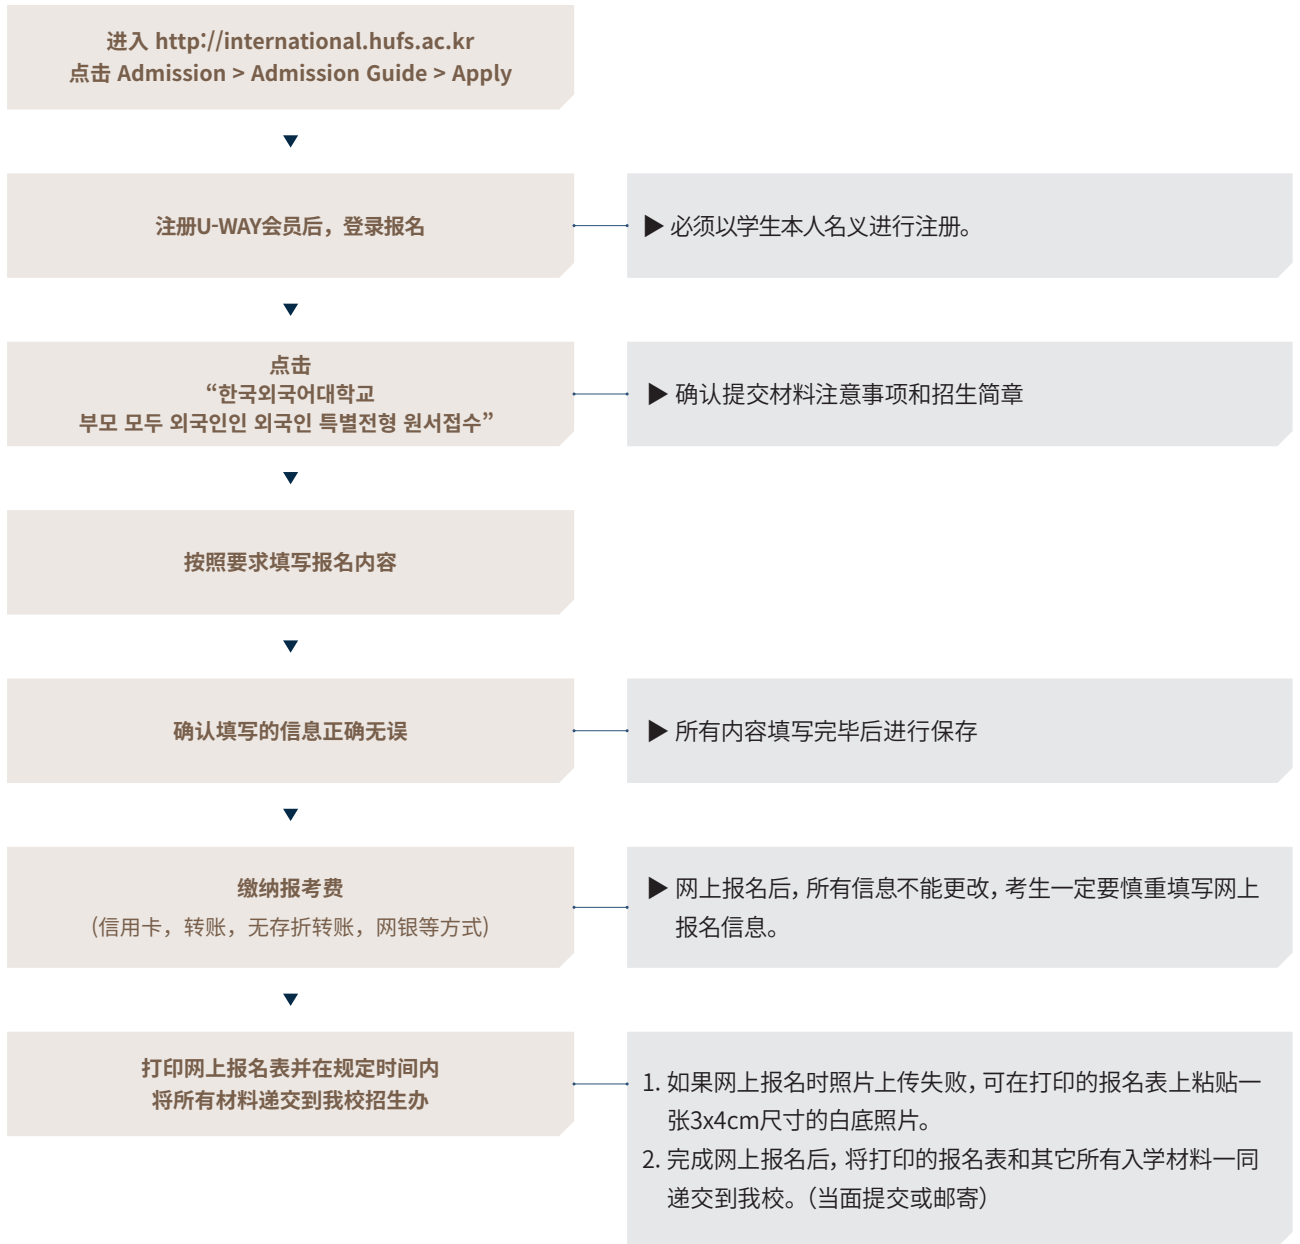 进入 http://international.hufs.ac.kr
点击 Admission > Admission Guide > Apply
▼
注册U-WAY会员后，登录报名
▶ 必须以学生本人名义进行注册。
▼
点击
“한국외국어대학교
부모 모두 외국인인 외국인 특별전형 원서접수”
▶ 确认提交材料注意事项和招生简章
▼
按照要求填写报名内容
▼
确认填写的信息正确无误
▶ 所有内容填写完毕后进行保存
▼
缴纳报考费
(信用卡，转账，无存折转账，网银等方式)
▶ 网上报名后，所有信息不能更改，考生一定要慎重填写网上
报名信息。
▼
打印网上报名表并在规定时间内
将所有材料递交到我校招生办
1. 如果网上报名时照片上传失败，可在打印的报名表上粘贴一
张3x4cm尺寸的白底照片。
2. 完成网上报名后，将打印的报名表和其它所有入学材料一同
递交到我校。（当面提交或邮寄）